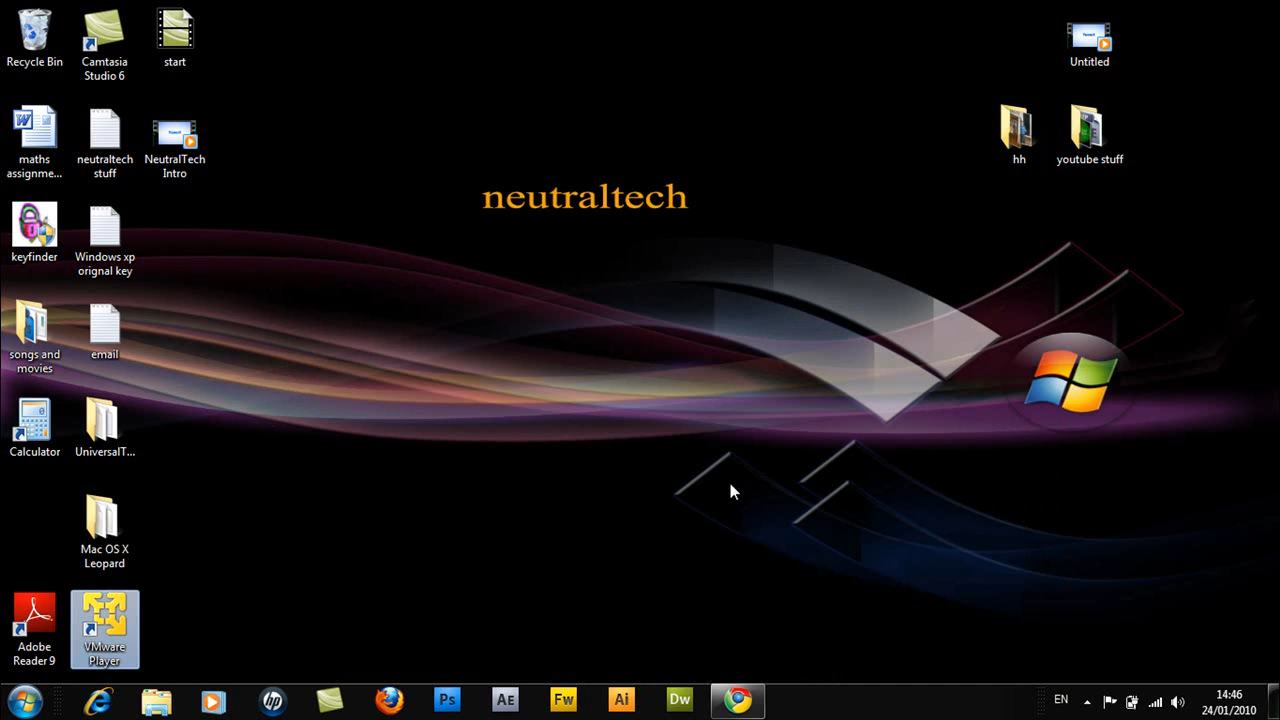 Recycle Bin
Camtasia
Studio 6
start
Untitled
maths
assignme...
neutraltech
stuff
NeutralTech
Intro
hh
youtube stuff
neutraltech
keyfinder
Windows xp
orignal key
songs and
movies
email
Calculator
UniversalT...
Mac OS X
Leopard
Adobe
Reader 9
VMware
Player
hp
Ps
AE
Fw
Ai
Dw
EN
14:46
24/01/2010